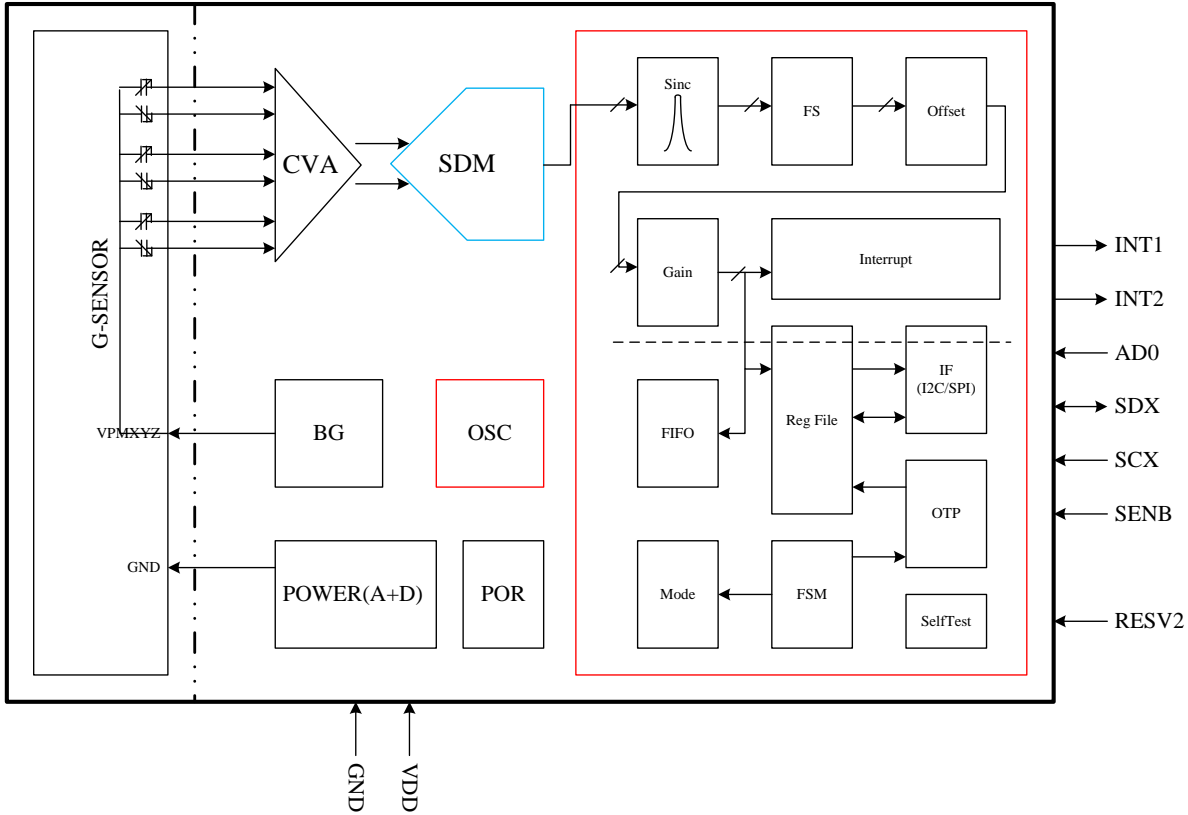 Sinc
FS
Offset
CVA
SDM
G-SENSOR
Gain
Interrupt
INT1
INT2
AD0
IF
(I2C/SPI)
SDX
VPMXYZ
BG
OSC
FIFO
Reg File
SCX
OTP
SENB
GND
POWER(A+D)
POR
Mode
FSM
SelfTest
RESV2
GND
VDD